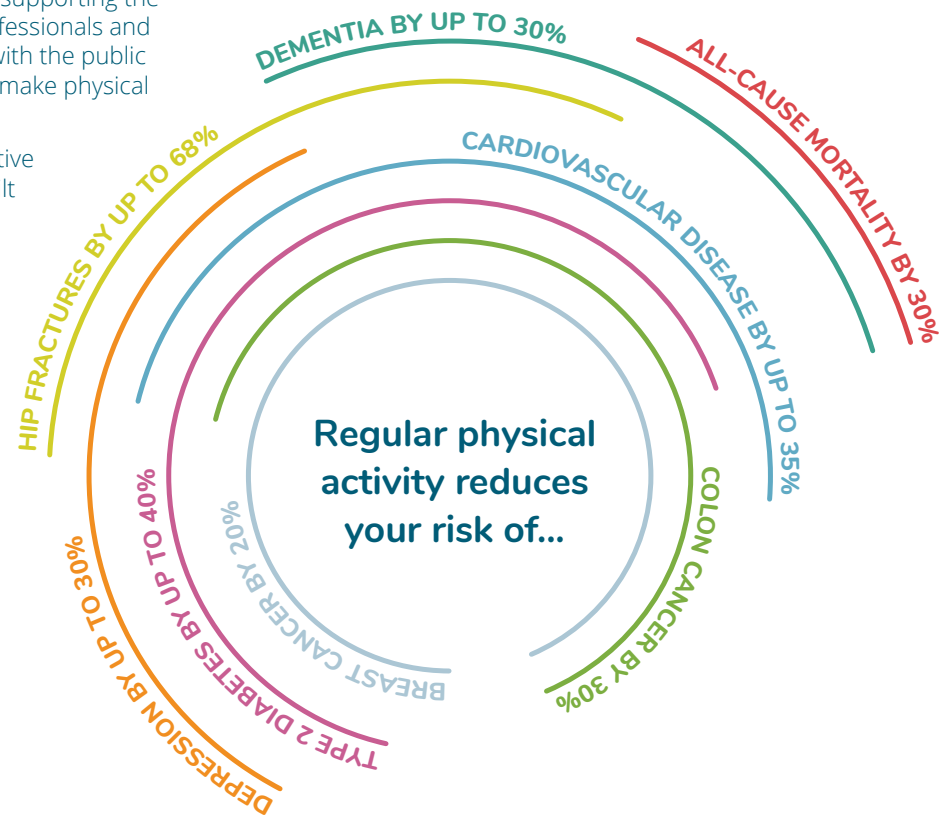 supporting the
fessionals and
with the public
make physical
tive
lt
DEMENTIA BY UP TO 30%
ALL-CAUSE MORTALITY BY 30%
HIP FRACTURES BY UP TO 68%
CARDIOVASCULAR DISEASE BY UP TO 35%
Regular physical
activity reduces
your risk of...
COLON CANCER BY 30%
BREAST CANCER BY 20%
TYPE 2 DIABETES BY UP TO 40%
DEPRESSION BY UP TO 30%